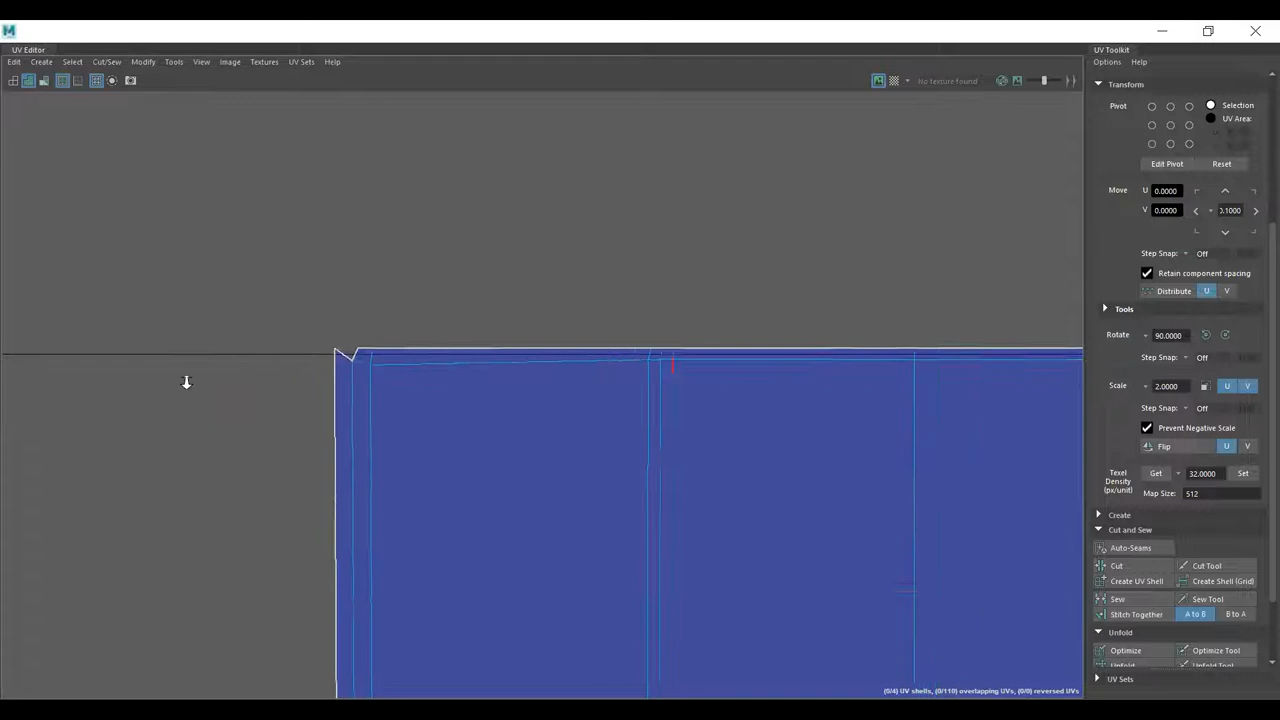 M
UV Editor
UV Toolkit
Edit Create Select Cut/Sew Modify Tools View Image Textures UV Sets Help
Options Help
No texture found
Transform
Pivot
Selection
UV Area:
Edit Pivot Reset
Move U 0.0000
V 0.0000
0.1000
Step Snap: Off
Retain component spacing
Distribute U V
Tools
Rotate 90.0000
Step Snap: Off
Scale 2.0000 U V
Step Snap: Off
Prevent Negative Scale
Flip U V
Texel Density (px/unit) Get 32.0000 Set
Map Size: 512
Create
Cut and Sew
Auto-Seams
Cut Cut Tool
Create UV Shell Create Shell (Grid)
Sew Sew Tool
Stitch Together A to B B to A
Unfold
Optimize Optimize Tool
Unfold Unfold Tool
UV Sets
(0/4) UV shells, (0/110) overlapping UVs, (0/0) reversed UVs